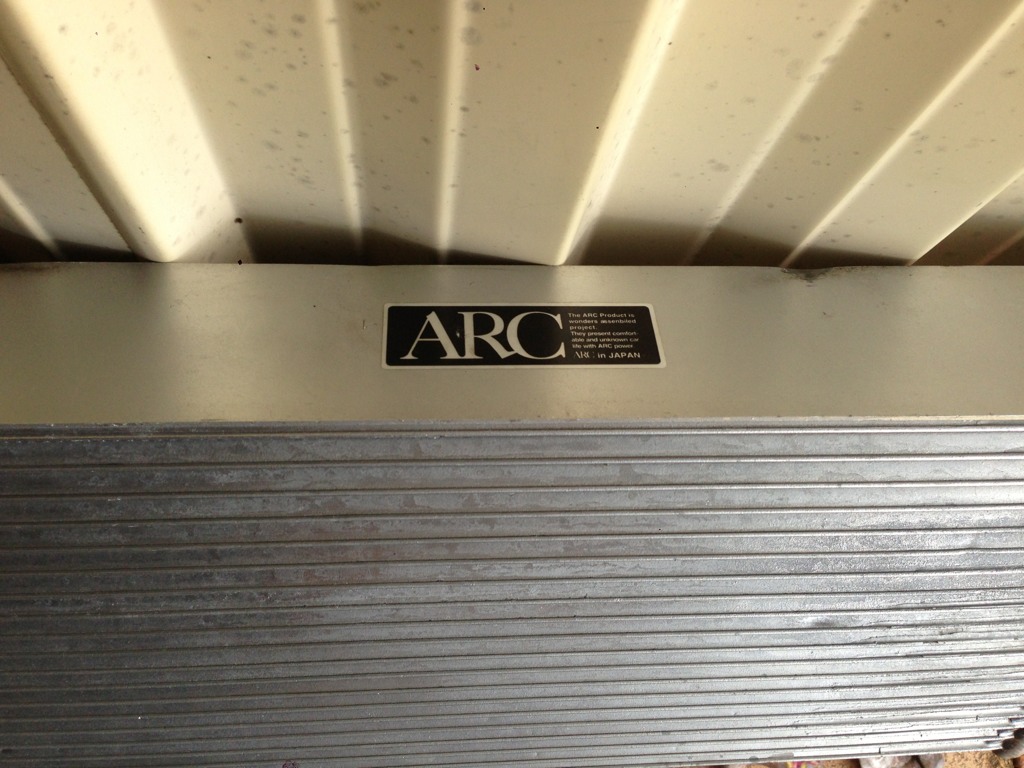 ARC
The ARC Product is
wonders assembled
project.
They present comfort-
able and unknown car
life with ARC power.
ARC in JAPAN